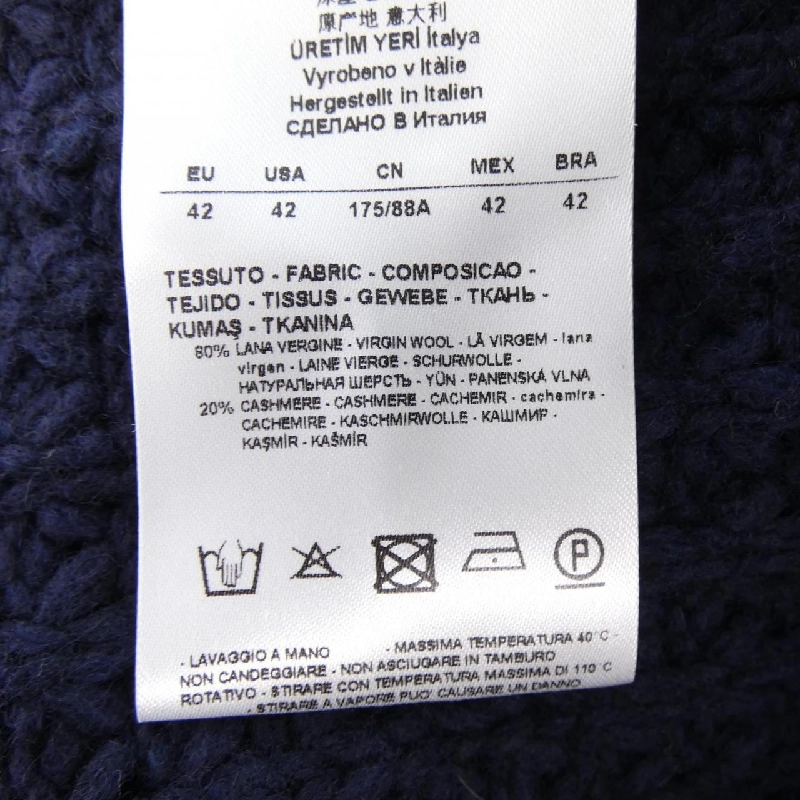 原产地 意大利
ÜRETİM YERİ İtalya
Vyrobeno v Itàlie
Hergestellt in Italien
СДЕЛАНО В Италия
EU USA CN MEX BRA
42 42 175/88A 42 42
TESSUTO - FABRIC - COMPOSICAO -
TEJIDO - TISSUS - GEWEBE - ТКАНЬ -
KUMAŞ - TKANINA
80% LANA VERGINE - VIRGIN WOOL - LÃ VIRGEM - lana
virgen - LAINE VIERGE - SCHURWOLLE -
НАТУРАЛЬНАЯ ШЕРСТЬ - YÜN - PANENSKÁ VLNA
20% CASHMERE - CASHMERE - CACHEMIR - cachemira -
CACHEMIRE - KASCHMIRWOLLE - КАШМИР -
KAŞMİR - KAŠMÍR
P
- LAVAGGIO A MANO - MASSIMA TEMPERATURA 40°C -
NON CANDEGGIARE - NON ASCIUGARE IN TAMBURO
ROTATIVO - STIRARE CON TEMPERATURA MASSIMA DI 110 C
- STIRARE A VAPORE PUO' CAUSARE UN DANNO